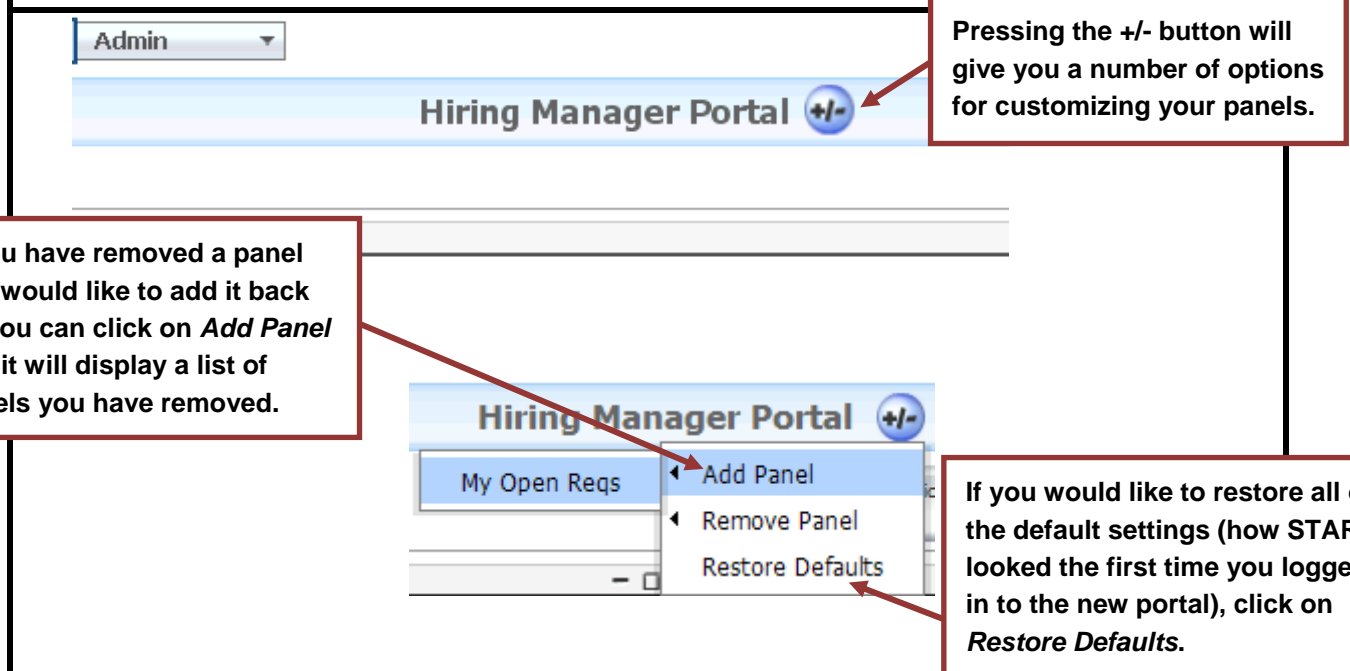 Admin
Hiring Manager Portal +/-
Pressing the +/- button will
give you a number of options
for customizing your panels.
have removed a panel
would like to add it back
you can click on Add Panel
it will display a list of
you have removed.
Hiring Manager Portal +/-
My Open Reqs
Add Panel
Remove Panel
Restore Defaults
If you would like to restore all
the default settings (how
looked the first time you
in to the new portal), click on
Restore Defaults.